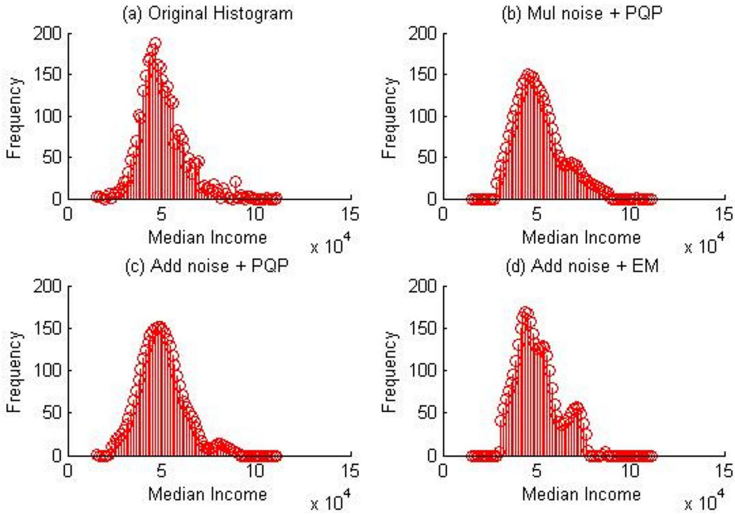 (a) Original Histogram
200
150
100
50
0
Frequency
0 5 10 15
Median Income
x 10^4
(b) Mul noise + PQP
200
150
100
50
0
Frequency
0 5 10 15
Median Income
x 10^4
(c) Add noise + PQP
200
150
100
50
0
Frequency
0 5 10 15
Median Income
x 10^4
(d) Add noise + EM
200
150
100
50
0
Frequency
0 5 10 15
Median Income
x 10^4